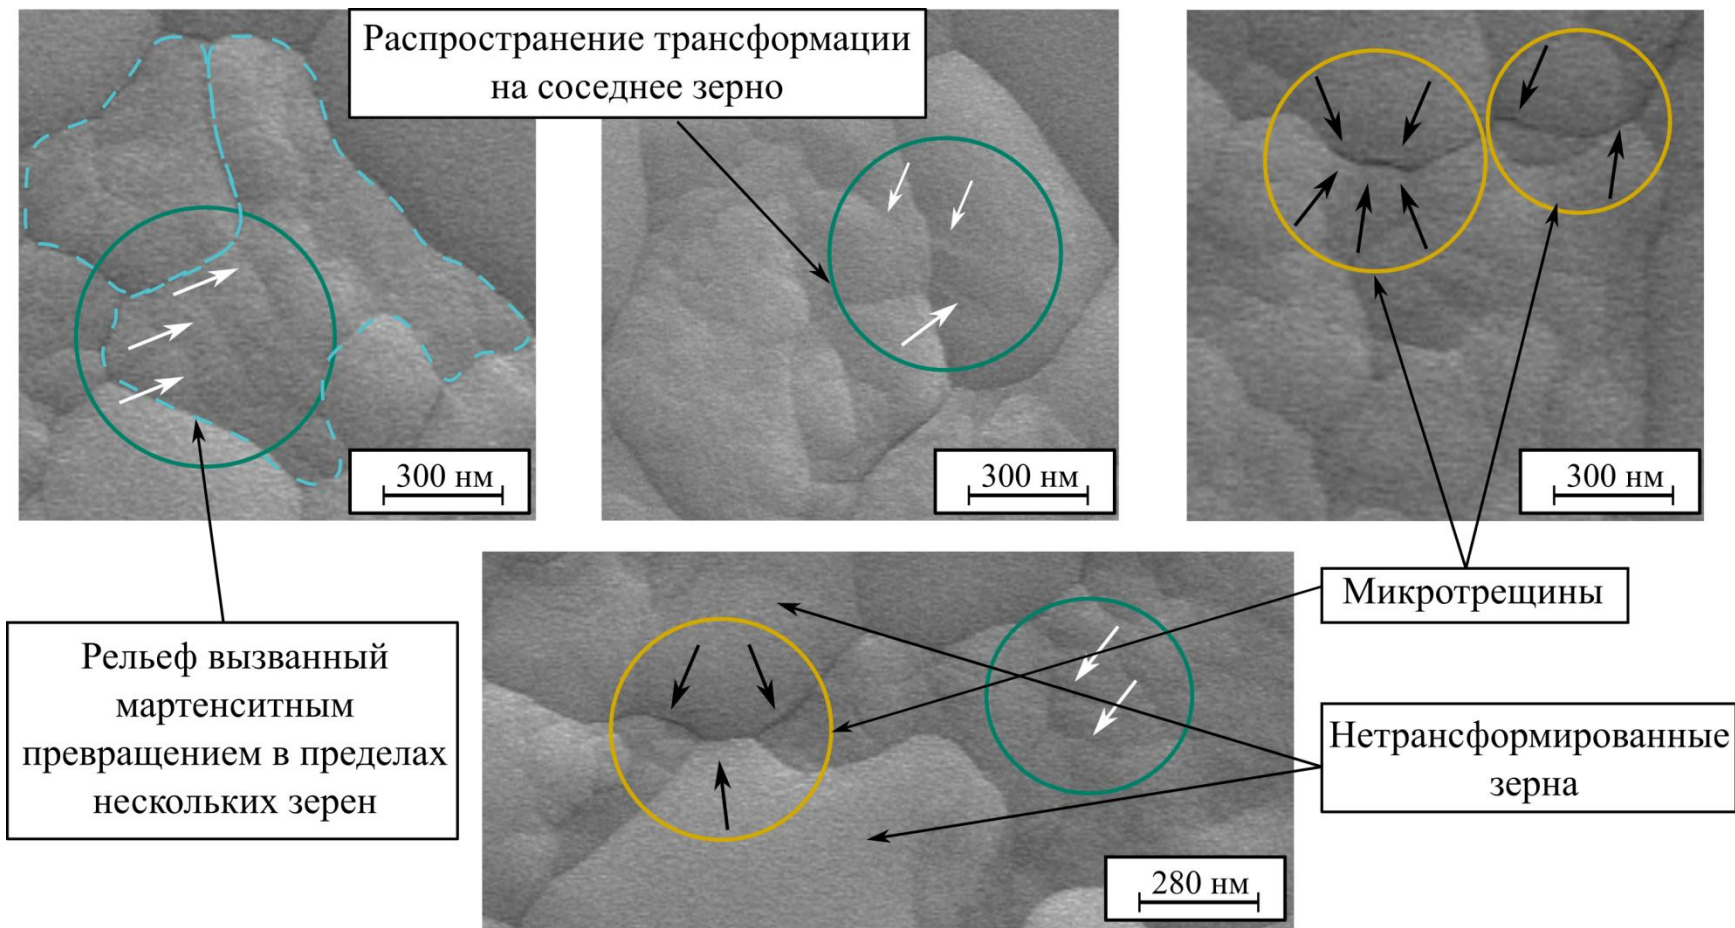 Распространение трансформации
на соседнее зерно
300 нм
300 нм
300 нм
Рельеф вызванный
мартенситным
превращением в пределах
нескольких зерен
Микротрещины
Нетрансформированные
зерна
280 нм